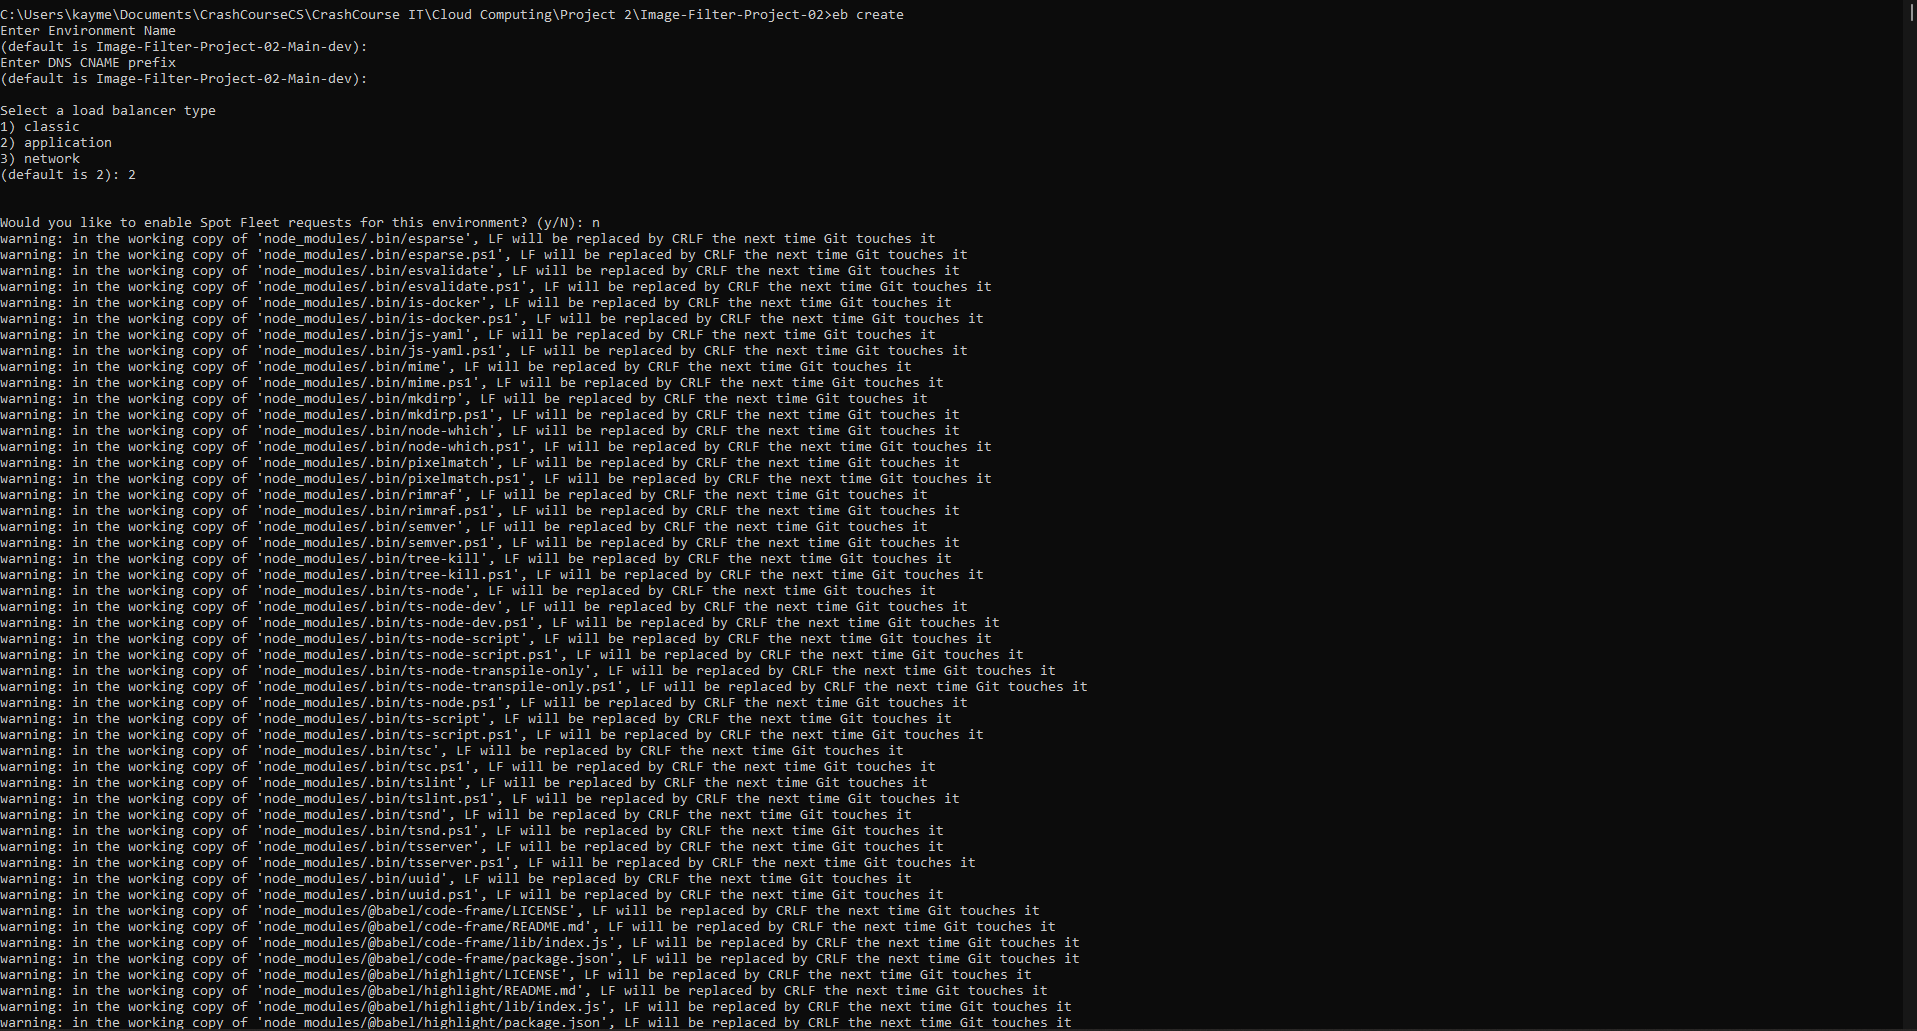 C:\Users\kayme\Documents\CrashCourseCS\CrashCourse IT\Cloud Computing\Project 2\Image-Filter-Project-02>eb create
Enter Environment Name
(default is Image-Filter-Project-02-Main-dev):
Enter DNS CNAME prefix
(default is Image-Filter-Project-02-Main-dev):
Select a load balancer type
1) classic
2) application
3) network
(default is 2): 2
Would you like to enable Spot Fleet requests for this environment? (y/N): n
warning: in the working copy of 'node_modules/.bin/esparse', LF will be replaced by CRLF the next time Git touches it
warning: in the working copy of 'node_modules/.bin/esparse.ps1', LF will be replaced by CRLF the next time Git touches it
warning: in the working copy of 'node_modules/.bin/esvalidate', LF will be replaced by CRLF the next time Git touches it
warning: in the working copy of 'node_modules/.bin/esvalidate.ps1', LF will be replaced by CRLF the next time Git touches it
warning: in the working copy of 'node_modules/.bin/is-docker', LF will be replaced by CRLF the next time Git touches it
warning: in the working copy of 'node_modules/.bin/is-docker.ps1', LF will be replaced by CRLF the next time Git touches it
warning: in the working copy of 'node_modules/.bin/js-yaml', LF will be replaced by CRLF the next time Git touches it
warning: in the working copy of 'node_modules/.bin/js-yaml.ps1', LF will be replaced by CRLF the next time Git touches it
warning: in the working copy of 'node_modules/.bin/mime', LF will be replaced by CRLF the next time Git touches it
warning: in the working copy of 'node_modules/.bin/mime.ps1', LF will be replaced by CRLF the next time Git touches it
warning: in the working copy of 'node_modules/.bin/mkdirp', LF will be replaced by CRLF the next time Git touches it
warning: in the working copy of 'node_modules/.bin/mkdirp.ps1', LF will be replaced by CRLF the next time Git touches it
warning: in the working copy of 'node_modules/.bin/node-which', LF will be replaced by CRLF the next time Git touches it
warning: in the working copy of 'node_modules/.bin/node-which.ps1', LF will be replaced by CRLF the next time Git touches it
warning: in the working copy of 'node_modules/.bin/pixelmatch', LF will be replaced by CRLF the next time Git touches it
warning: in the working copy of 'node_modules/.bin/pixelmatch.ps1', LF will be replaced by CRLF the next time Git touches it
warning: in the working copy of 'node_modules/.bin/rimraf', LF will be replaced by CRLF the next time Git touches it
warning: in the working copy of 'node_modules/.bin/rimraf.ps1', LF will be replaced by CRLF the next time Git touches it
warning: in the working copy of 'node_modules/.bin/semver', LF will be replaced by CRLF the next time Git touches it
warning: in the working copy of 'node_modules/.bin/semver.ps1', LF will be replaced by CRLF the next time Git touches it
warning: in the working copy of 'node_modules/.bin/tree-kill', LF will be replaced by CRLF the next time Git touches it
warning: in the working copy of 'node_modules/.bin/tree-kill.ps1', LF will be replaced by CRLF the next time Git touches it
warning: in the working copy of 'node_modules/.bin/ts-node', LF will be replaced by CRLF the next time Git touches it
warning: in the working copy of 'node_modules/.bin/ts-node-dev', LF will be replaced by CRLF the next time Git touches it
warning: in the working copy of 'node_modules/.bin/ts-node-dev.ps1', LF will be replaced by CRLF the next time Git touches it
warning: in the working copy of 'node_modules/.bin/ts-node-script', LF will be replaced by CRLF the next time Git touches it
warning: in the working copy of 'node_modules/.bin/ts-node-script.ps1', LF will be replaced by CRLF the next time Git touches it
warning: in the working copy of 'node_modules/.bin/ts-node-transpile-only', LF will be replaced by CRLF the next time Git touches it
warning: in the working copy of 'node_modules/.bin/ts-node-transpile-only.ps1', LF will be replaced by CRLF the next time Git touches it
warning: in the working copy of 'node_modules/.bin/ts-node.ps1', LF will be replaced by CRLF the next time Git touches it
warning: in the working copy of 'node_modules/.bin/ts-script', LF will be replaced by CRLF the next time Git touches it
warning: in the working copy of 'node_modules/.bin/ts-script.ps1', LF will be replaced by CRLF the next time Git touches it
warning: in the working copy of 'node_modules/.bin/tsc', LF will be replaced by CRLF the next time Git touches it
warning: in the working copy of 'node_modules/.bin/tsc.ps1', LF will be replaced by CRLF the next time Git touches it
warning: in the working copy of 'node_modules/.bin/tslint', LF will be replaced by CRLF the next time Git touches it
warning: in the working copy of 'node_modules/.bin/tslint.ps1', LF will be replaced by CRLF the next time Git touches it
warning: in the working copy of 'node_modules/.bin/tsnd', LF will be replaced by CRLF the next time Git touches it
warning: in the working copy of 'node_modules/.bin/tsnd.ps1', LF will be replaced by CRLF the next time Git touches it
warning: in the working copy of 'node_modules/.bin/tsserver', LF will be replaced by CRLF the next time Git touches it
warning: in the working copy of 'node_modules/.bin/tsserver.ps1', LF will be replaced by CRLF the next time Git touches it
warning: in the working copy of 'node_modules/.bin/uuid', LF will be replaced by CRLF the next time Git touches it
warning: in the working copy of 'node_modules/.bin/uuid.ps1', LF will be replaced by CRLF the next time Git touches it
warning: in the working copy of 'node_modules/@babel/code-frame/LICENSE', LF will be replaced by CRLF the next time Git touches it
warning: in the working copy of 'node_modules/@babel/code-frame/README.md', LF will be replaced by CRLF the next time Git touches it
warning: in the working copy of 'node_modules/@babel/code-frame/lib/index.js', LF will be replaced by CRLF the next time Git touches it
warning: in the working copy of 'node_modules/@babel/code-frame/package.json', LF will be replaced by CRLF the next time Git touches it
warning: in the working copy of 'node_modules/@babel/highlight/LICENSE', LF will be replaced by CRLF the next time Git touches it
warning: in the working copy of 'node_modules/@babel/highlight/README.md', LF will be replaced by CRLF the next time Git touches it
warning: in the working copy of 'node_modules/@babel/highlight/lib/index.js', LF will be replaced by CRLF the next time Git touches it
warning: in the working copy of 'node_modules/@babel/highlight/package.json', LF will be replaced by CRLF the next time Git touches it